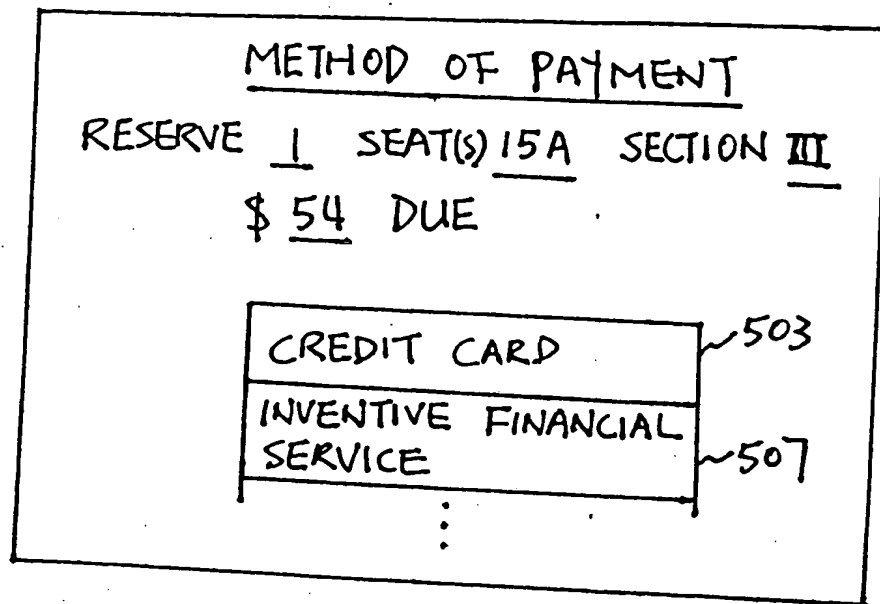 METHOD OF PAYMENT
RESERVE 1 SEAT(S) 15A SECTION III
$ 54 DUE
CREDIT CARD
503
INVENTIVE FINANCIAL
SERVICE
507